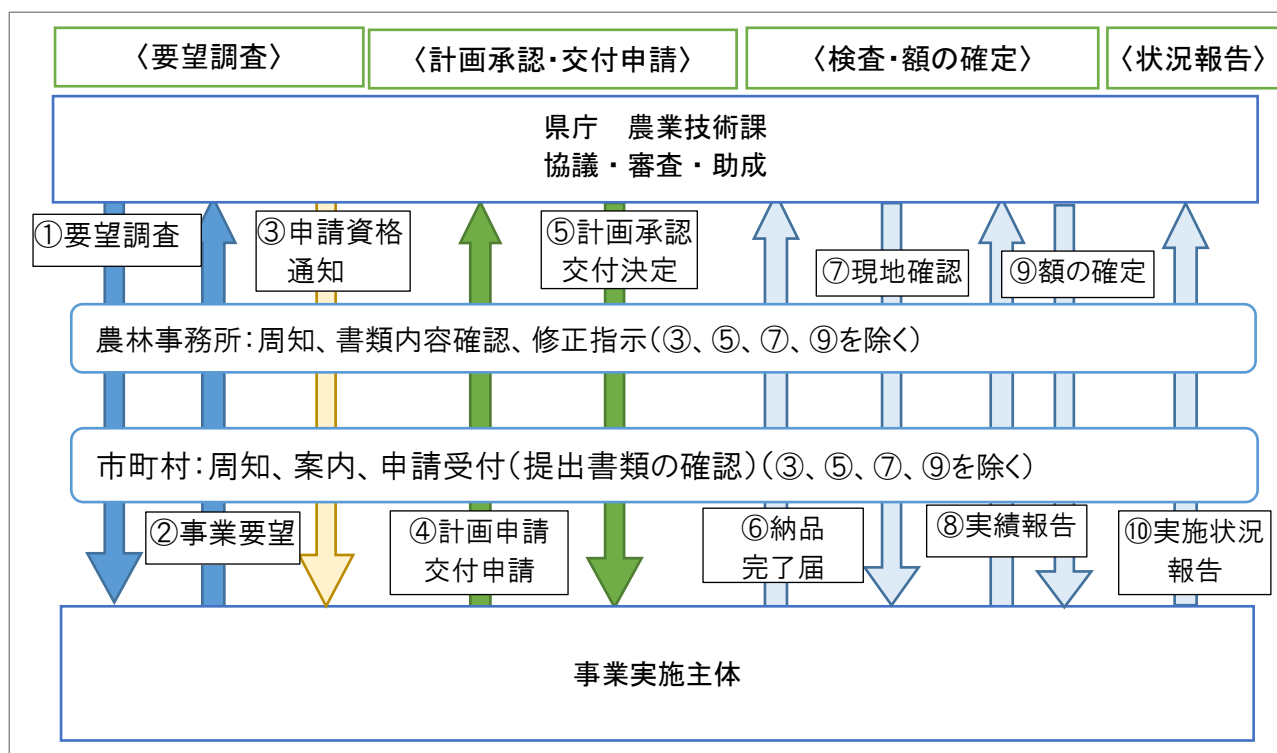 〈要望調査〉
〈計画承認・交付申請〉
〈検査・額の確定〉
〈状況報告〉
県庁　農業技術課
協議・審査・助成
①要望調査
③申請資格
通知
⑤計画承認
交付決定
⑦現地確認
⑨額の確定
農林事務所：周知、書類内容確認、修正指示（③、⑤、⑦、⑨を除く）
市町村：周知、案内、申請受付（提出書類の確認）（③、⑤、⑦、⑨を除く）
②事業要望
④計画申請
交付申請
⑥納品
完了届
⑧実績報告
⑩実施状況
報告
事業実施主体